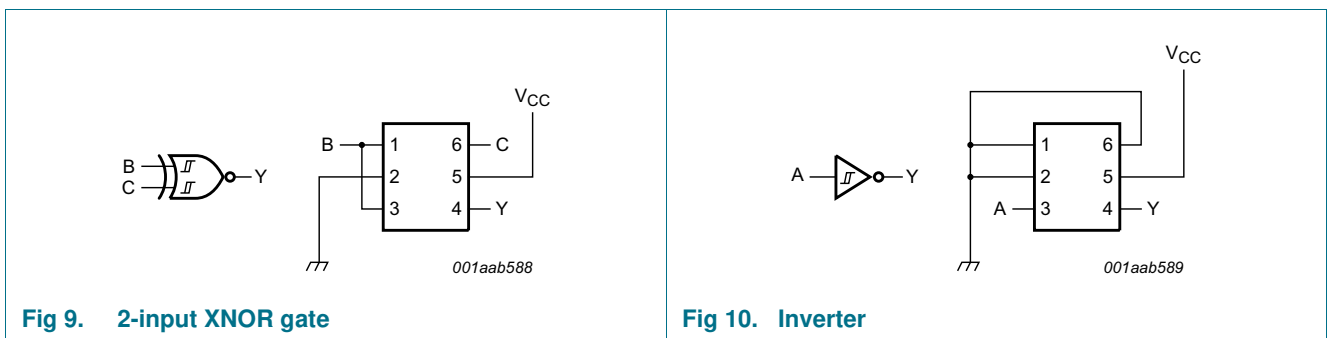 VCC
B
C
Y
B
1
2
3
6
5
4
C
Y
001aab588
Fig 9. 2-input XNOR gate
VCC
A
Y
A
1
2
3
6
5
4
Y
001aab589
Fig 10. Inverter